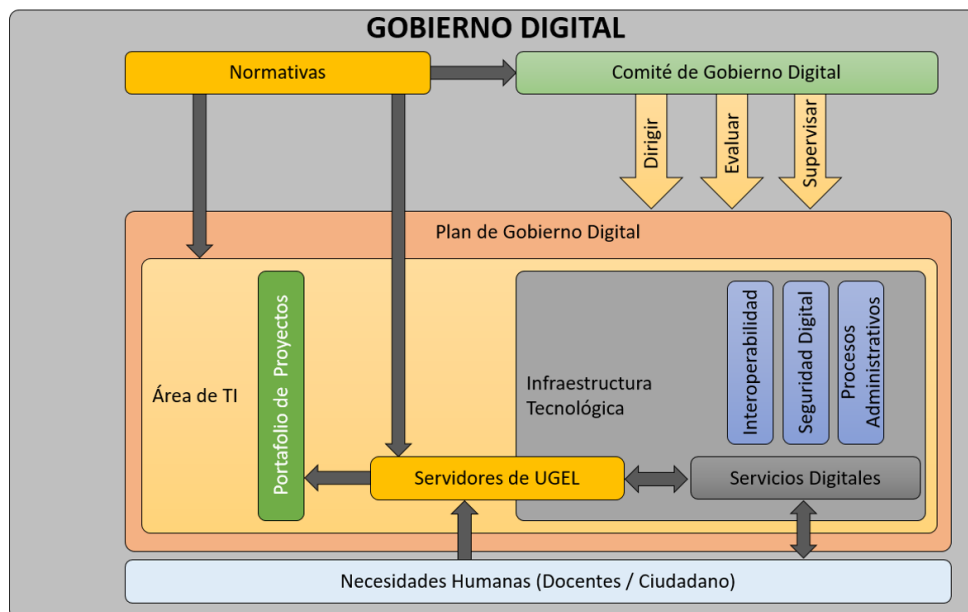 GOBIERNO DIGITAL
Normativas
Comité de Gobierno Digital
Dirigir
Evaluar
Supervisar
Plan de Gobierno Digital
Área de TI
Portafolio de Proyectos
Infraestructura
Tecnológica
Interoperabilidad
Seguridad Digital
Procesos
Administrativos
Servidores de UGEL
Servicios Digitales
Necesidades Humanas (Docentes / Ciudadano)